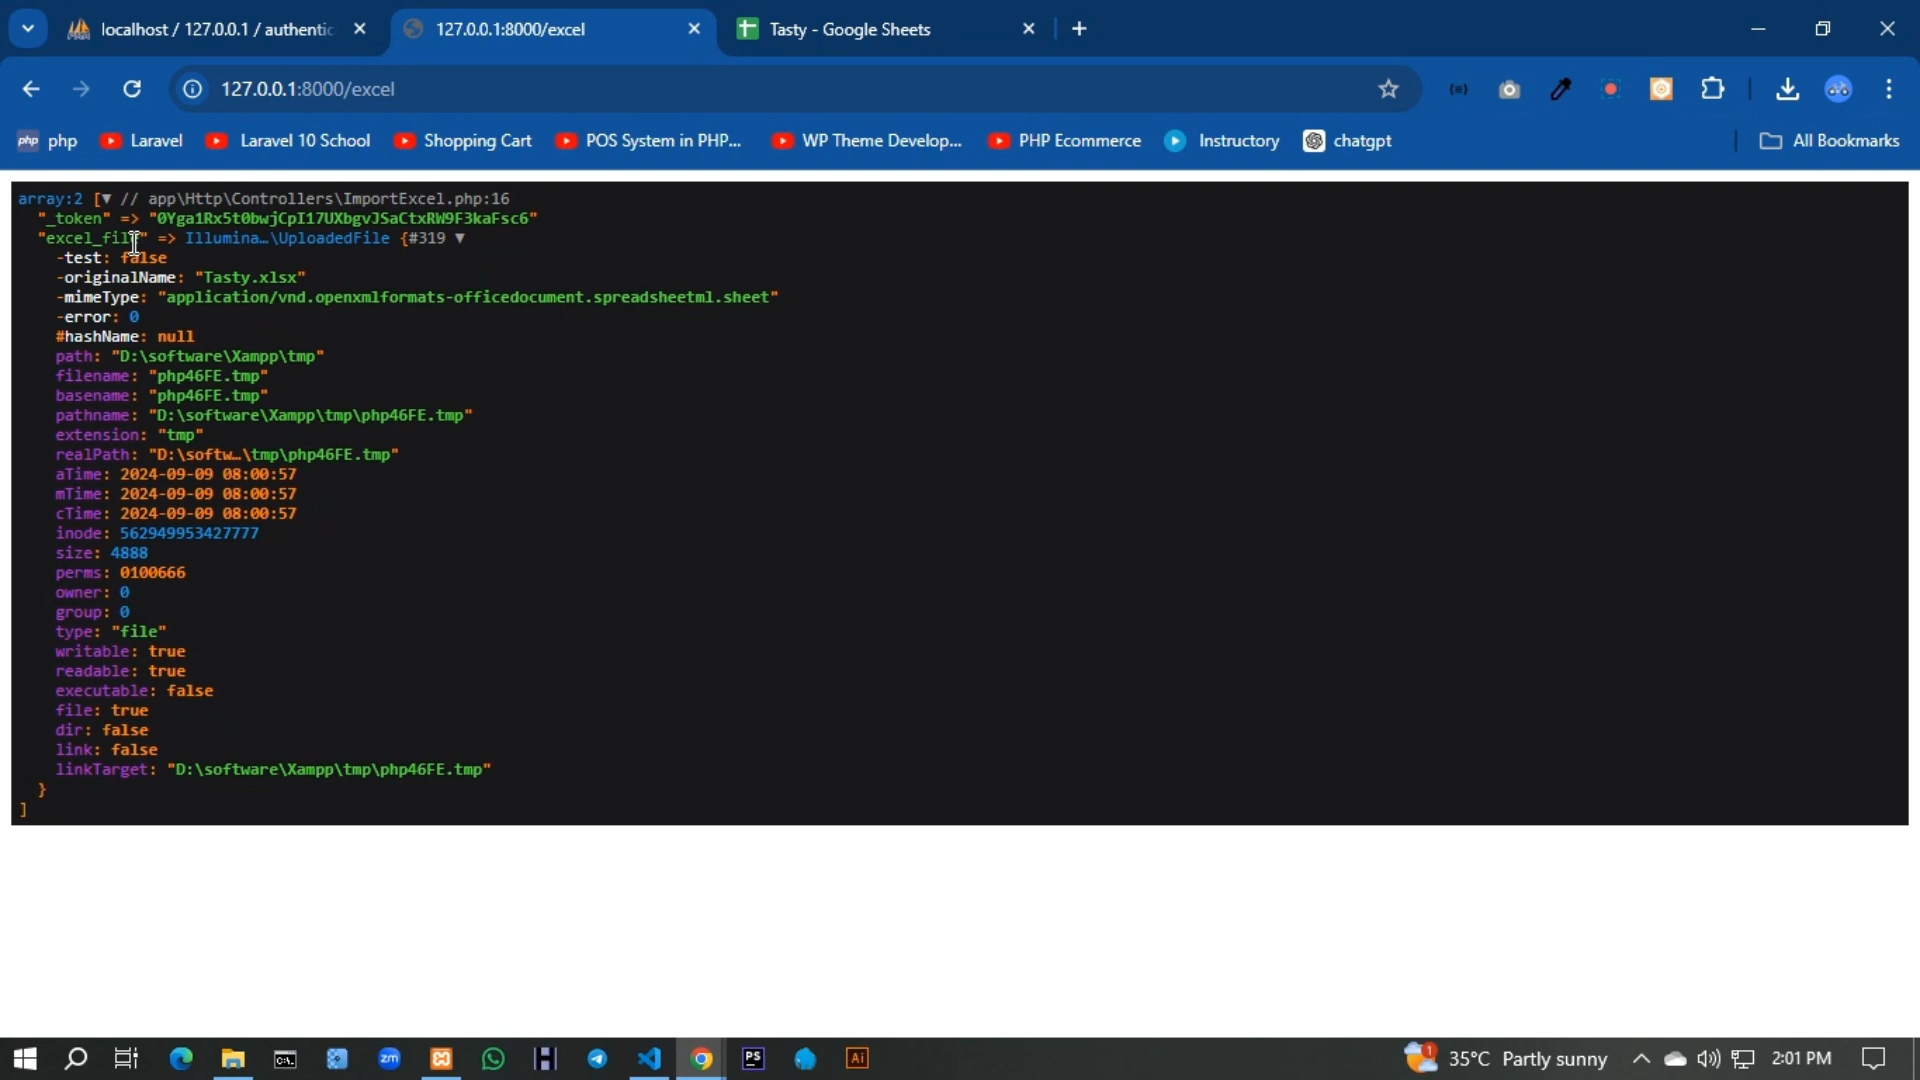 localhost / 127.0.0.1 / authentic
127.0.0.1:8000/excel
Tasty - Google Sheets
127.0.0.1:8000/excel
php
Laravel
Laravel 10 School
Shopping Cart
POS System in PHP...
WP Theme Develop...
PHP Ecommerce
Instructory
chatgpt
All Bookmarks
array:2 [▼ // app\Http\Controllers\ImportExcel.php:16
"_token" => "0Yga1Rx5t0bwjCpI17UXbgvJSaCtxRW9F3kaFsc6"
"excel_file" => Illumina…\UploadedFile {#319 ▼
-test: false
-originalName: "Tasty.xlsx"
-mimeType: "application/vnd.openxmlformats-officedocument.spreadsheetml.sheet"
-error: 0
#hashName: null
path: "D:\software\Xampp\tmp"
filename: "php46FE.tmp"
basename: "php46FE.tmp"
pathname: "D:\software\Xampp\tmp\php46FE.tmp"
extension: "tmp"
realPath: "D:\softw…\tmp\php46FE.tmp"
aTime: 2024-09-09 08:00:57
mTime: 2024-09-09 08:00:57
cTime: 2024-09-09 08:00:57
inode: 562949953427777
size: 4888
perms: 0100666
owner: 0
group: 0
type: "file"
writable: true
readable: true
executable: false
file: true
dir: false
link: false
linkTarget: "D:\software\Xampp\tmp\php46FE.tmp"
}
]
zm
PS
Ai
1
35°C Partly sunny
2:01 PM